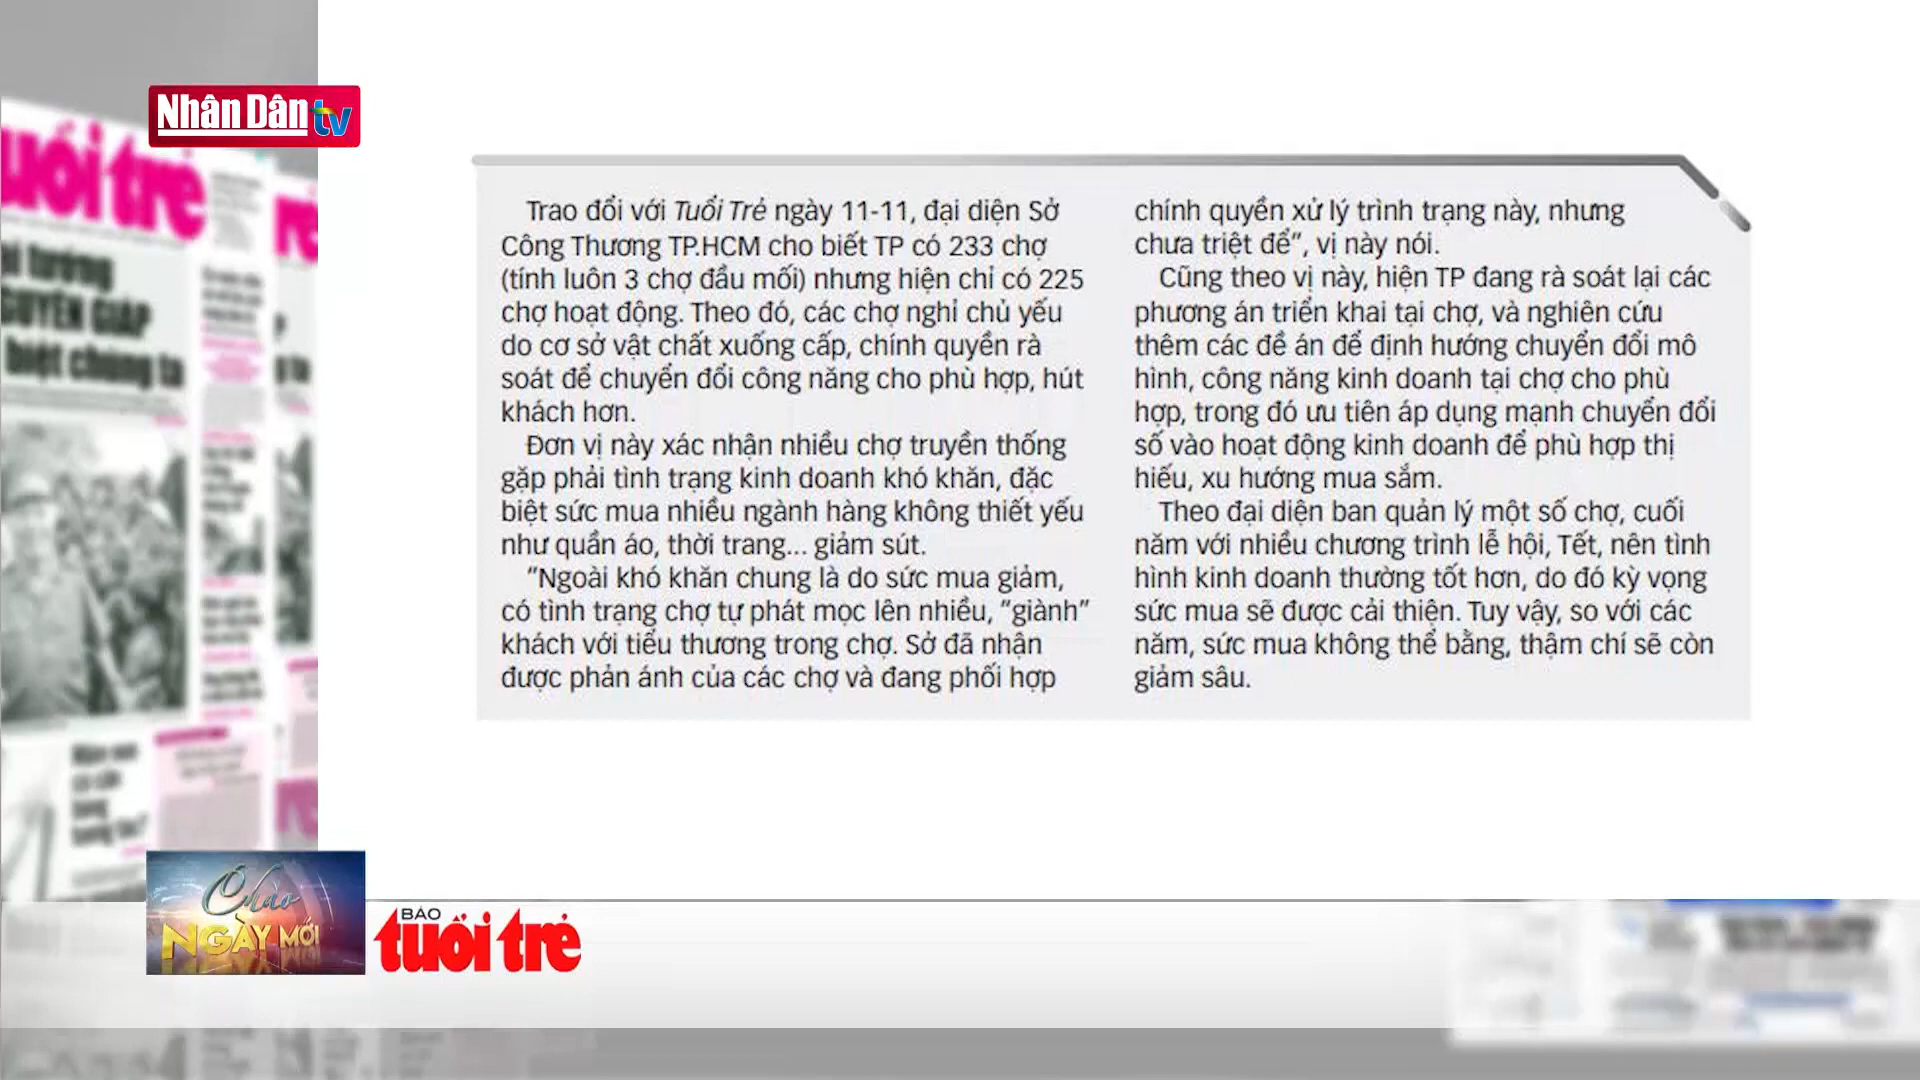 Nhân Dân tv
tuổi trẻ
GUYÊN GIÁP
biệt chúng ta
Trao đổi với Tuổi Trẻ ngày 11-11, đại diện Sở
Công Thương TP.HCM cho biết TP có 233 chợ
(tính luôn 3 chợ đầu mối) nhưng hiện chỉ có 225
chợ hoạt động. Theo đó, các chợ nghỉ chủ yếu
do cơ sở vật chất xuống cấp, chính quyền rà
soát để chuyển đổi công năng cho phù hợp, hút
khách hơn.
Đơn vị này xác nhận nhiều chợ truyền thống
gặp phải tình trạng kinh doanh khó khăn, đặc
biệt sức mua nhiều ngành hàng không thiết yếu
như quần áo, thời trang... giảm sút.
"Ngoài khó khăn chung là do sức mua giảm,
có tình trạng chợ tự phát mọc lên nhiều, "giành"
khách với tiểu thương trong chợ. Sở đã nhận
được phản ánh của các chợ và đang phối hợp
chính quyền xử lý trình trạng này, nhưng
chưa triệt để", vị này nói.
Cũng theo vị này, hiện TP đang rà soát lại các
phương án triển khai tại chợ, và nghiên cứu
thêm các đề án để định hướng chuyển đổi mô
hình, công năng kinh doanh tại chợ cho phù
hợp, trong đó ưu tiên áp dụng mạnh chuyển đổi
số vào hoạt động kinh doanh để phù hợp thị
hiếu, xu hướng mua sắm.
Theo đại diện ban quản lý một số chợ, cuối
năm với nhiều chương trình lễ hội, Tết, nên tình
hình kinh doanh thường tốt hơn, do đó kỳ vọng
sức mua sẽ được cải thiện. Tuy vậy, so với các
năm, sức mua không thể bằng, thậm chí sẽ còn
giảm sâu.
Chào
NGÀY MỚI
BÁO
tuổi trẻ